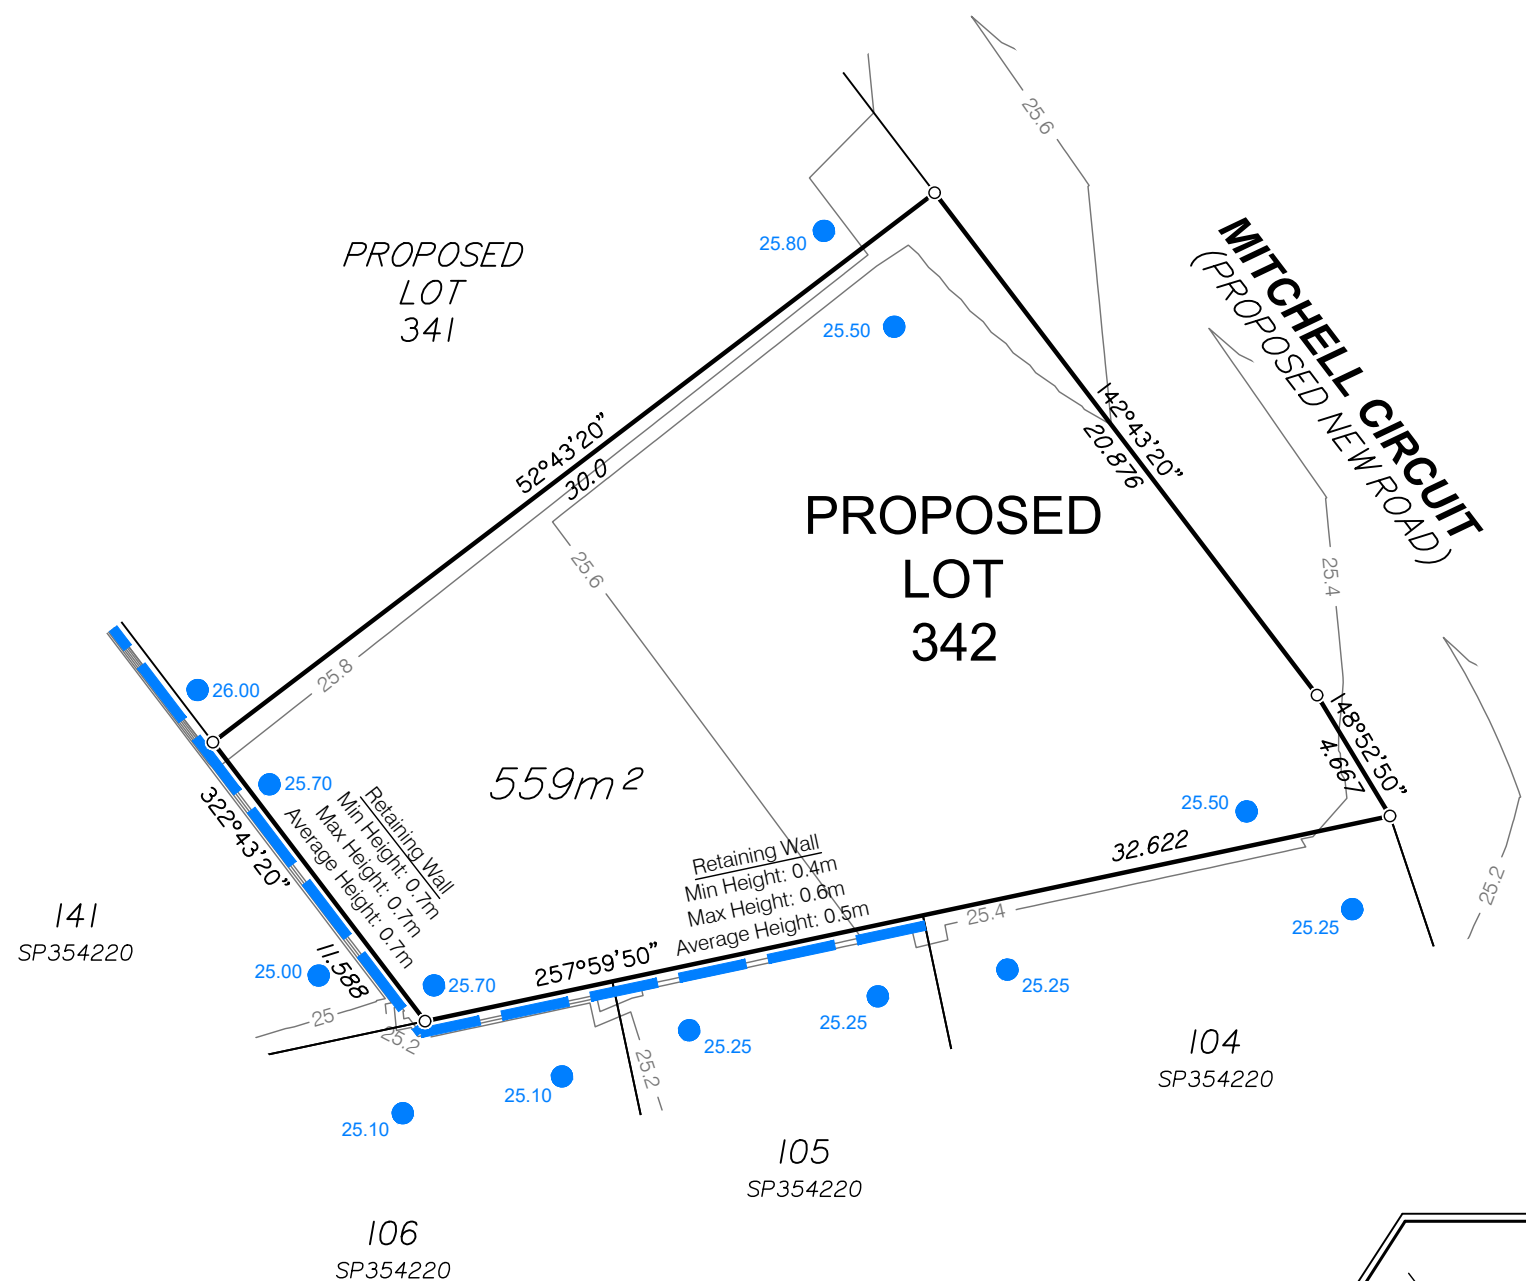 25.6
MITCHELL CIRCUIT
(PROPOSED NEW ROAD)
PROPOSED
LOT
341
25.80
25.50
52°43'20"
30.0
142°43'20"
20.876
PROPOSED
LOT
342
25.6
25.4
25.8
26.00
25.70
559m²
148°52'50"
4.667
25.50
32.622
322°43'20"
11.588
Retaining Wall
Min Height: 0.7m
Max Height: 0.7m
Average Height: 0.7m
Retaining Wall
Min Height: 0.4m
Max Height: 0.6m
Average Height: 0.5m
257°59'50"
25.4
25.2
25.25
141
SP354220
25.00
25.70
25
25.2
25.25
25.25
25.25
25.2
25.10
25.10
104
SP354220
105
SP354220
106
SP354220